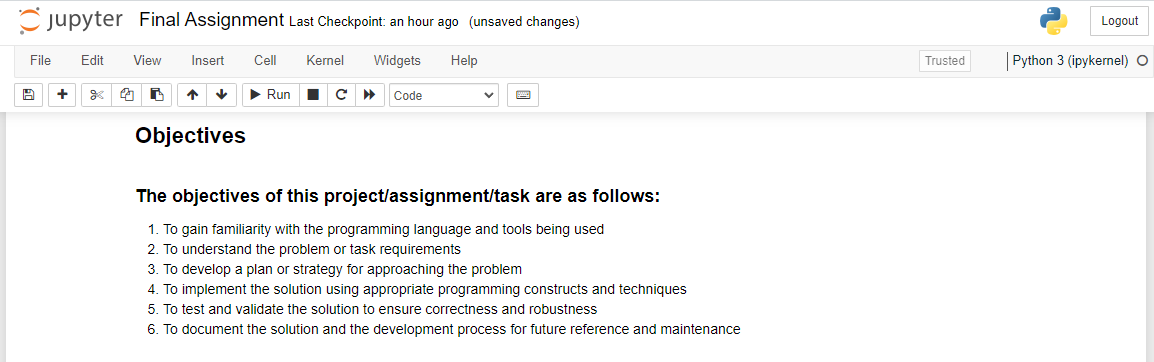 jupyter Final Assignment Last Checkpoint: an hour ago (unsaved changes) Logout
File Edit View Insert Cell Kernel Widgets Help Trusted Python 3 (ipykernel)
Run Code
Objectives
The objectives of this project/assignment/task are as follows:
1. To gain familiarity with the programming language and tools being used
2. To understand the problem or task requirements
3. To develop a plan or strategy for approaching the problem
4. To implement the solution using appropriate programming constructs and techniques
5. To test and validate the solution to ensure correctness and robustness
6. To document the solution and the development process for future reference and maintenance